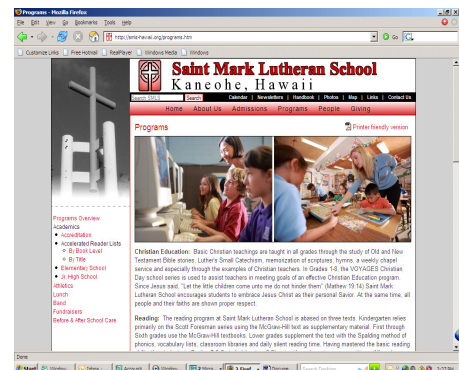 Programs - Mozilla Firefox
File Edit View Go Bookmarks Tools Help
http://smls-hawaii.org/programs.htm
Go
Customize Links Free Hotmail RealPlayer Windows Media Windows
Saint Mark Lutheran School
Kaneohe, Hawaii
Search SMLS Search Calendar | Newsletters | Handbook | Photos | Map | Links | Contact Us
Home About Us Admissions Programs People Giving
Programs
Printer friendly version
Programs Overview
Academics
Accreditation
Accelerated Reader Lists
By Book Level
By Title
Elementary School
Jr. High School
Athletics
Lunch
Band
Fundraisers
Before & After School Care
Christian Education: Basic Christian teachings are taught in all grades through the study of Old and New
Testament Bible stories, Luther's Small Catechism, memorization of scriptures, hymns, a weekly chapel
service and especially through the examples of Christian teachers. In Grades 1-8, the VOYAGES Christian
Day school series is used to assist teachers in meeting goals of an effective Christian Education program.
Since Jesus said, "Let the little children come unto me do not hinder them" (Mathew 19:14) Saint Mark
Lutheran School encourages students to embrace Jesus Christ as their personal Savior. At the same time, all
people and their faiths are shown proper respect.
Reading: The reading program at Saint Mark Lutheran School is based on three texts. Kindergarten relies
primarily on the Scott Foresman series using the McGraw-Hill text as supplementary material. First through
Sixth grades use the McGraw-Hill textbooks. Lower grades supplement the text with the Spalding method of
phonics, vocabulary lists, classroom libraries and daily silent reading time. Having mastered the basic reading
Done
Start